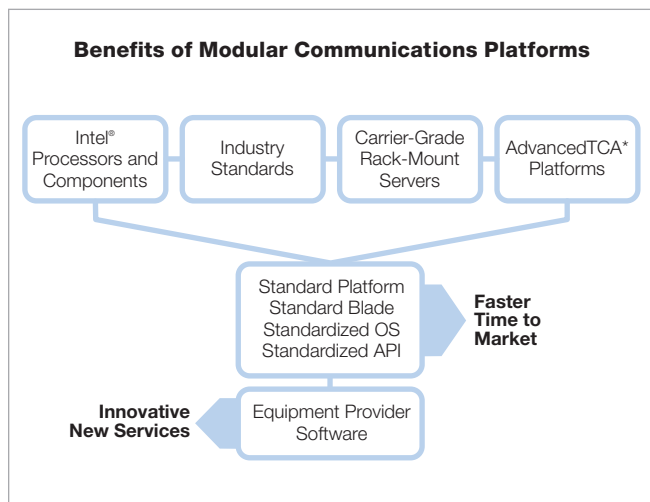 Benefits of Modular Communications Platforms
Intel®
Processors and
Components
Industry
Standards
Carrier-Grade
Rack-Mount
Servers
AdvancedTCA*
Platforms
Standard Platform
Standard Blade
Standardized OS
Standardized API
Faster
Time to
Market
Innovative
New Services
Equipment Provider
Software